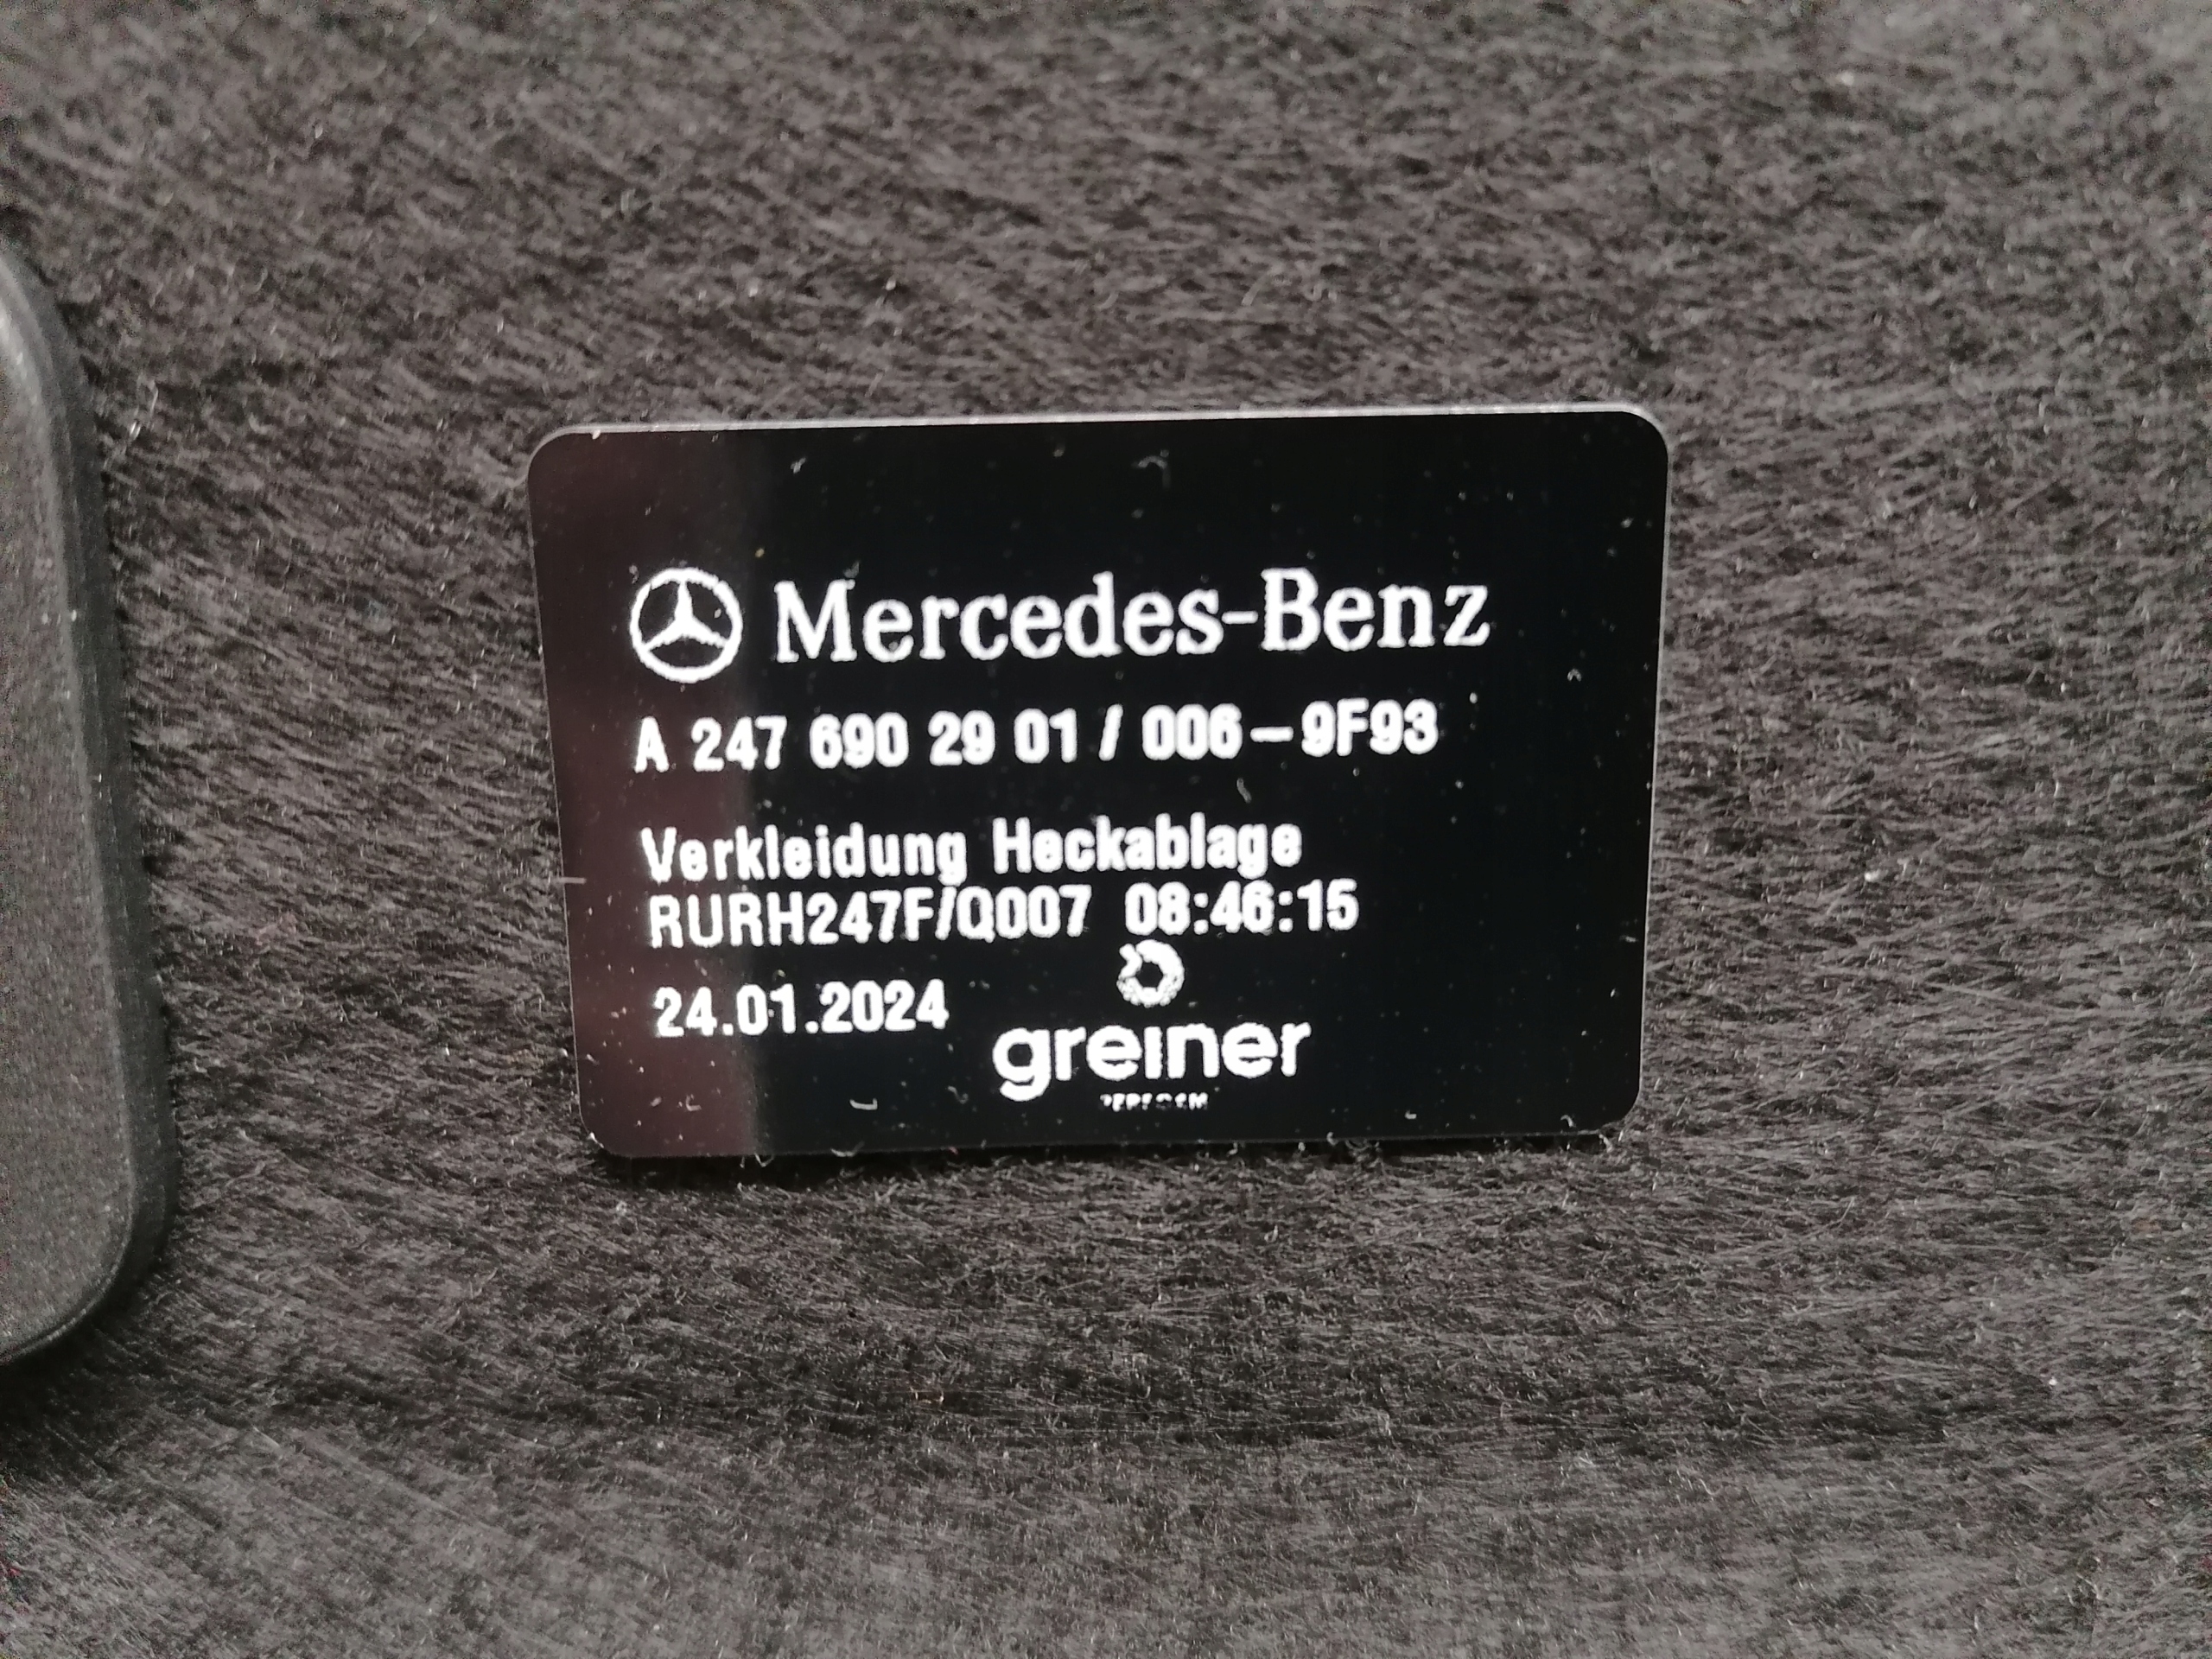 Mercedes-Benz
A 247 690 29 01 / 006-9F93
Verkleidung Heckablage
RURH247F/Q007 08:46:15
24.01.2024
greiner